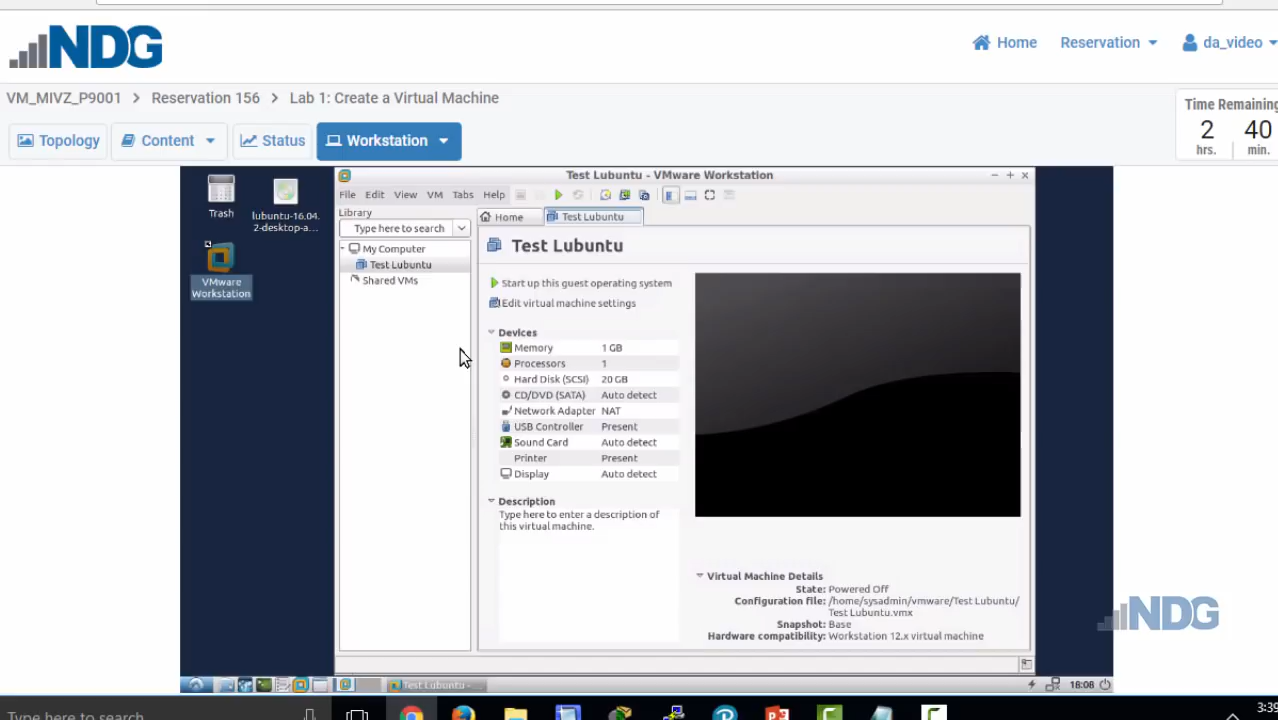 NDG
Home Reservation da_video
VM_MIVZ_P9001 > Reservation 156 > Lab 1: Create a Virtual Machine
Time Remaining
Topology Content Status Workstation
2 40
hrs. min.
Test Lubuntu - VMware Workstation
Trash
lubuntu-16.04.
2-desktop-a...
VMware
Workstation
File Edit View VM Tabs Help
Library
Type here to search
My Computer
Test Lubuntu
Shared VMs
Home Test Lubuntu
Test Lubuntu
Start up this guest operating system
Edit virtual machine settings
Devices
Memory 1 GB
Processors 1
Hard Disk (SCSI) 20 GB
CD/DVD (SATA) Auto detect
Network Adapter NAT
USB Controller Present
Sound Card Auto detect
Printer Present
Display Auto detect
Description
Type here to enter a description of
this virtual machine.
Virtual Machine Details
State: Powered Off
Configuration file: /home/sysadmin/vmware/Test Lubuntu/
Test Lubuntu.vmx
Snapshot: Base
Hardware compatibility: Workstation 12.x virtual machine
NDG
Test Lubuntu -...
18:08
Type here to search
3:39